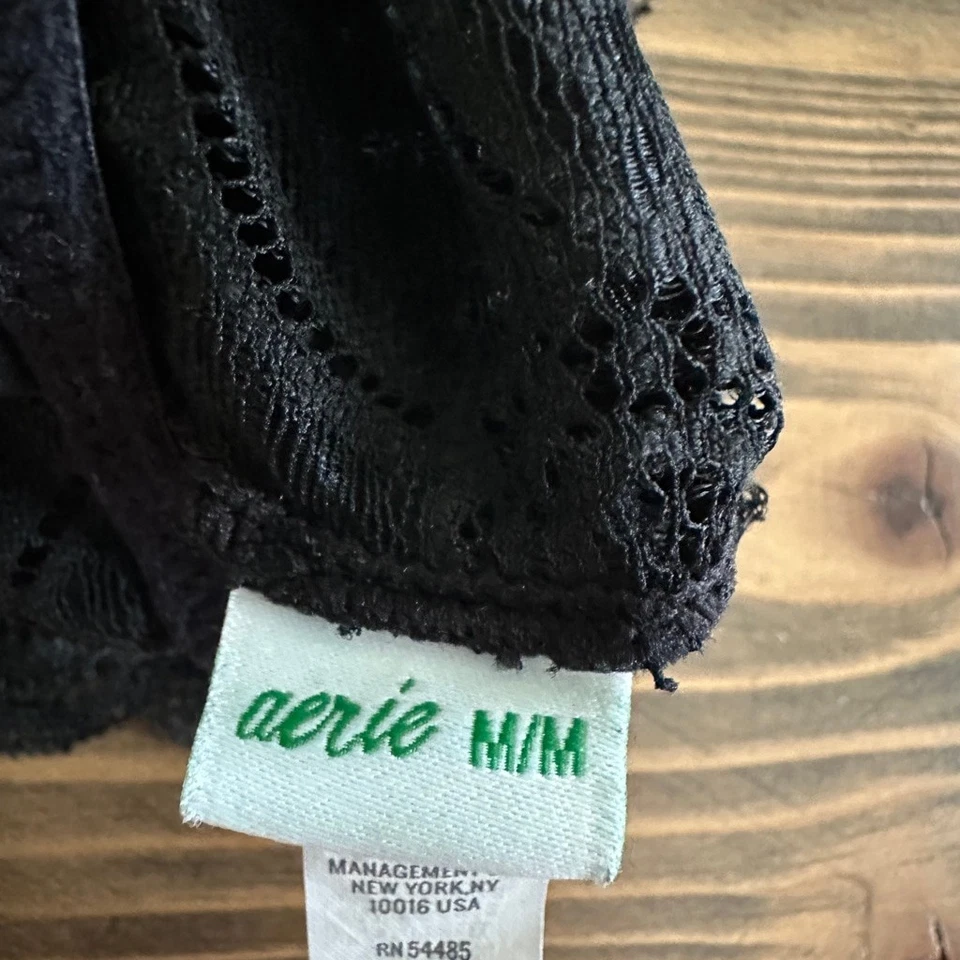 aerie M/M
MANAGEMENT
NEW YORK,NY
10016 USA
RN 54485